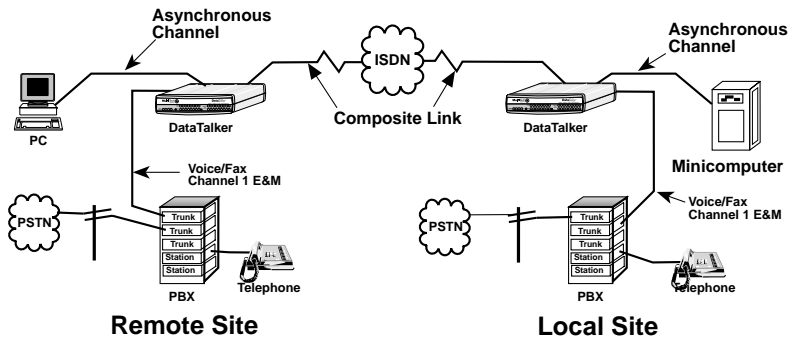 Asynchronous
Channel
ISDN
Asynchronous
Channel
PC
DataTalker
Composite Link
DataTalker
Minicomputer
Voice/Fax
Channel 1 E&M
Voice/Fax
Channel 1 E&M
PSTN
Trunk
Trunk
Trunk
Station
Station
PBX
Telephone
PSTN
Trunk
Trunk
Trunk
Station
Station
PBX
Telephone
Remote Site
Local Site